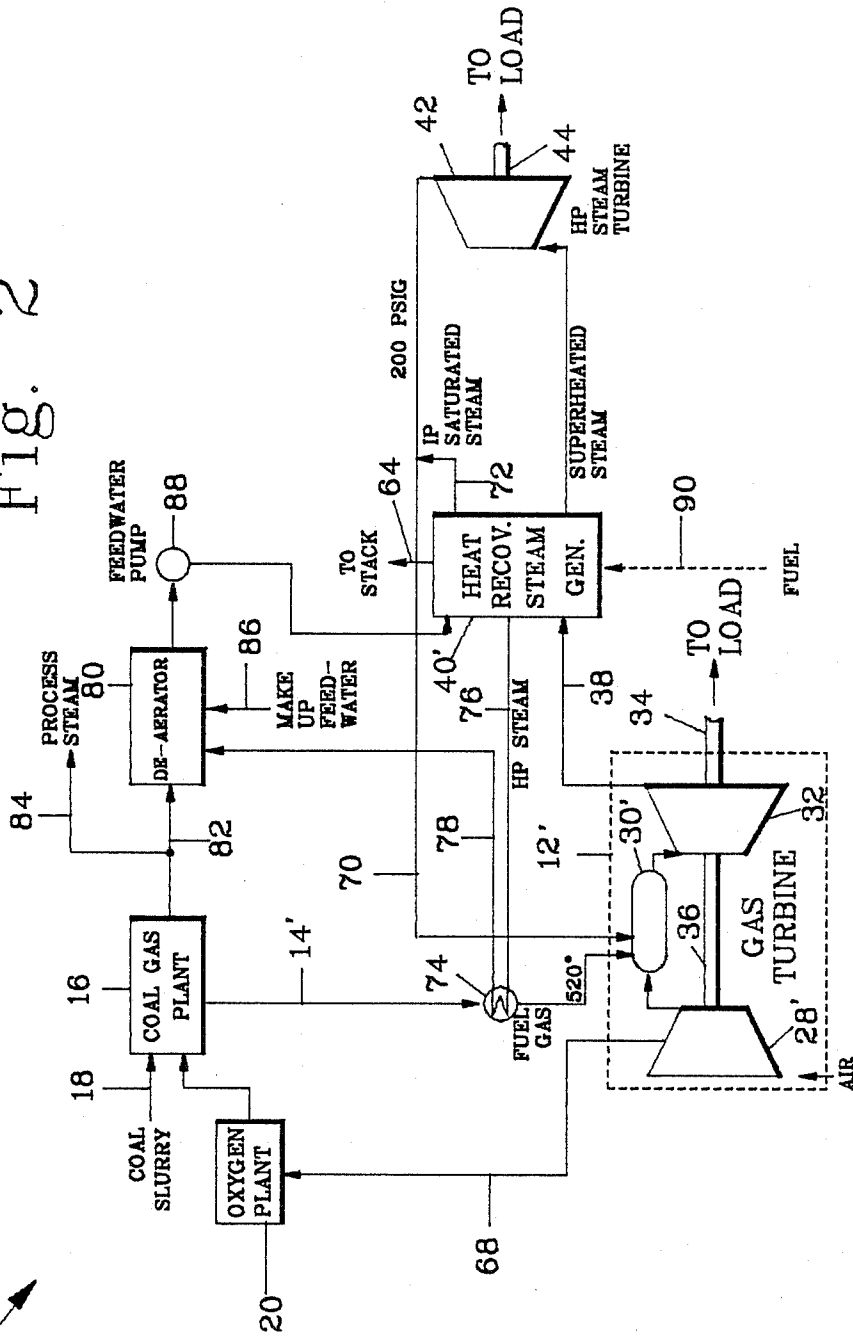 Fig. 2
84
PROCESS
STEAM
80
FEEDWATER
PUMP
88
16
18
COAL GAS
PLANT
COAL
SLURRY
82
DE-AERATOR
86
MAKE
UP
FEED-
WATER
OXYGEN
PLANT
20
14'
74
FUEL
GAS
520°
78
70
76
HP STEAM
40'
TO
STACK
64
HEAT
RECOV.
STEAM
GEN.
IP
SATURATED
STEAM
72
200 PSIG
SUPERHEATED
STEAM
42
44
TO
LOAD
HP
STEAM
TURBINE
90
FUEL
38
68
12'
30'
36
GAS
TURBINE
28'
32
34
TO
LOAD
AIR